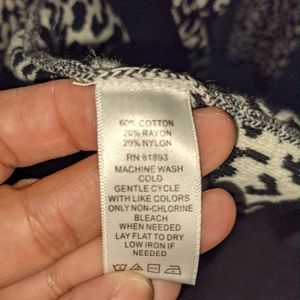 60% COTTON
20% RAYON
20% NYLON
RN 81893
MACHINE WASH
COLD
GENTLE CYCLE
WITH LIKE COLORS
ONLY NON-CHLORINE
BLEACH
WHEN NEEDED
LAY FLAT TO DRY
LOW IRON IF
NEEDED